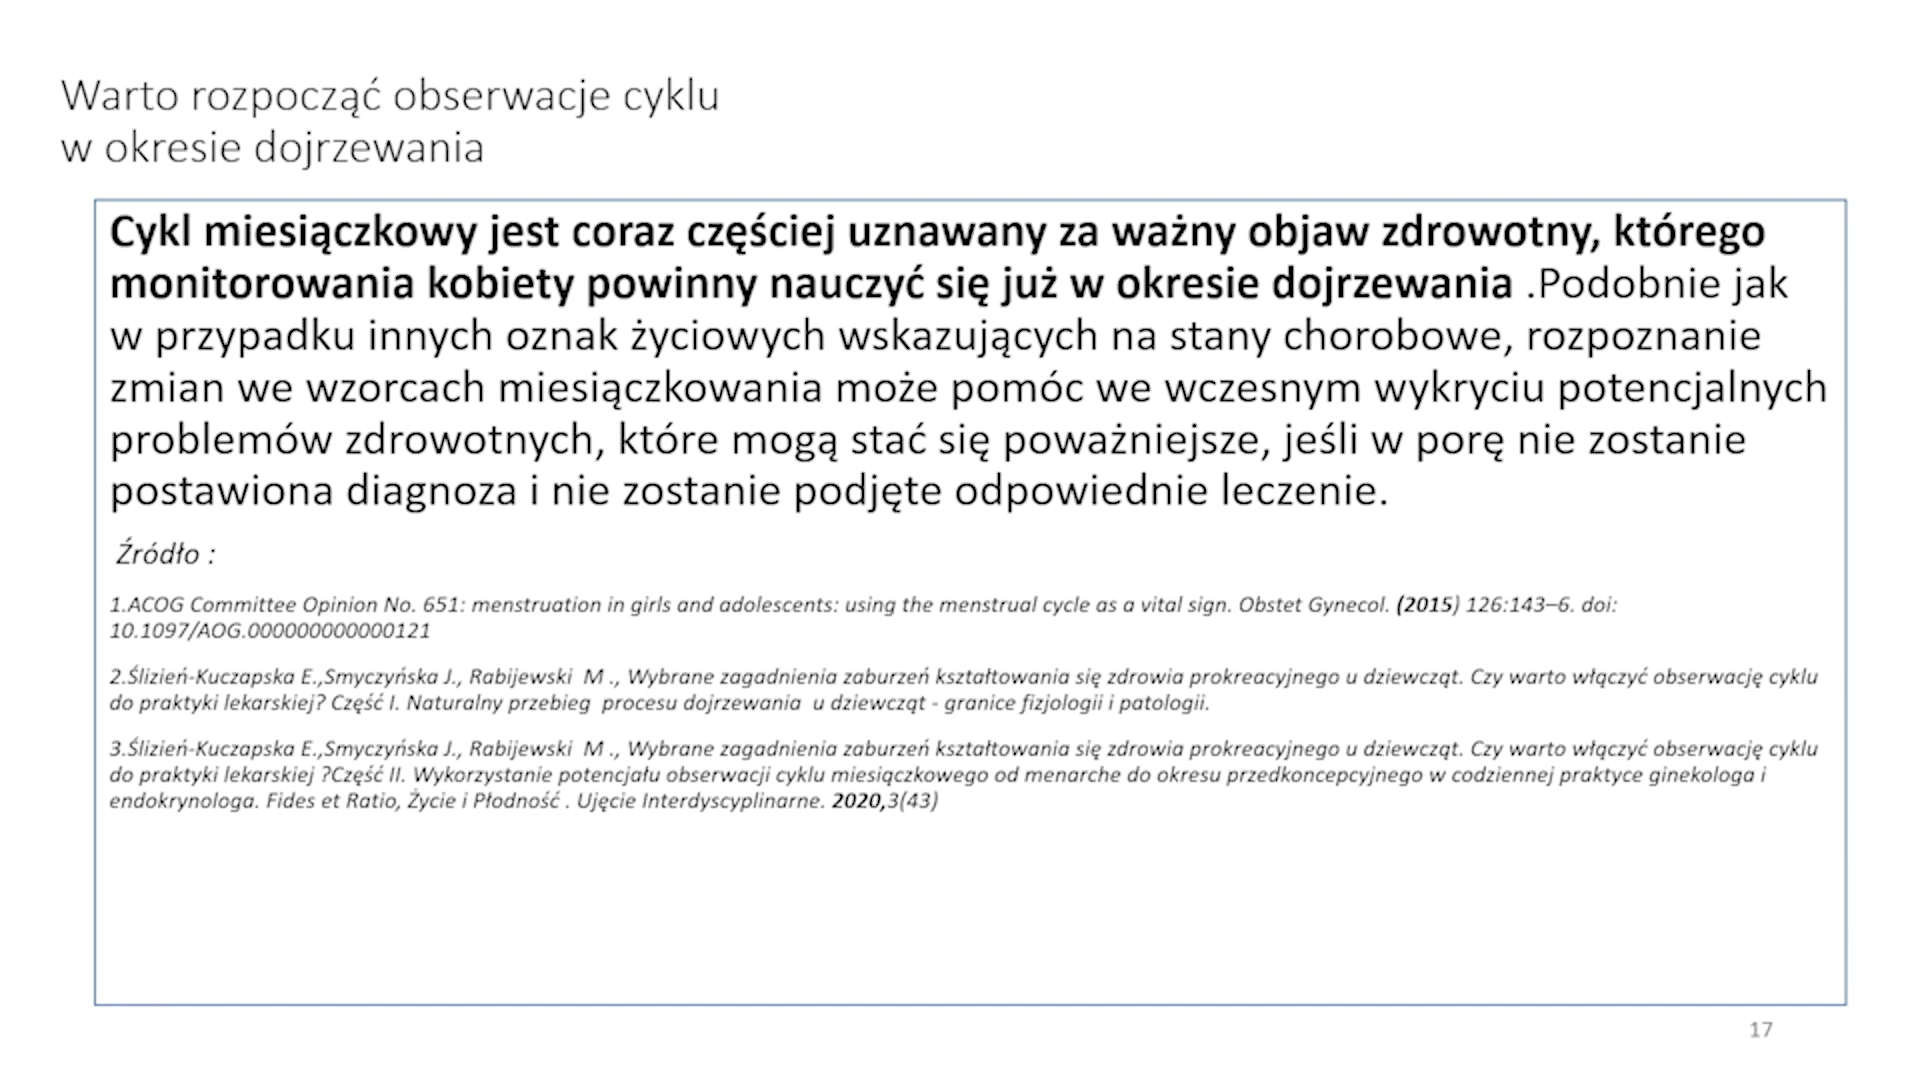 Warto rozpocząć obserwacje cyklu
w okresie dojrzewania
Cykl miesiączkowy jest coraz częściej uznawany za ważny objaw zdrowotny, którego
monitorowania kobiety powinny nauczyć się już w okresie dojrzewania .Podobnie jak
w przypadku innych oznak życiowych wskazujących na stany chorobowe, rozpoznanie
zmian we wzorcach miesiączkowania może pomóc we wczesnym wykryciu potencjalnych
problemów zdrowotnych, które mogą stać się poważniejsze, jeśli w porę nie zostanie
postawiona diagnoza i nie zostanie podjęte odpowiednie leczenie.
Źródło :
1.ACOG Committee Opinion No. 651: menstruation in girls and adolescents: using the menstrual cycle as a vital sign. Obstet Gynecol. (2015) 126:143–6. doi:
10.1097/AOG.000000000000121
2.Ślizień-Kuczapska E.,Smyczyńska J., Rabijewski M ., Wybrane zagadnienia zaburzeń kształtowania się zdrowia prokreacyjnego u dziewcząt. Czy warto włączyć obserwację cyklu
do praktyki lekarskiej? Część I. Naturalny przebieg procesu dojrzewania u dziewcząt - granice fizjologii i patologii.
3.Ślizień-Kuczapska E.,Smyczyńska J., Rabijewski M ., Wybrane zagadnienia zaburzeń kształtowania się zdrowia prokreacyjnego u dziewcząt. Czy warto włączyć obserwację cyklu
do praktyki lekarskiej ?Część II. Wykorzystanie potencjału obserwacji cyklu miesiączkowego od menarche do okresu przedkoncepcyjnego w codziennej praktyce ginekologa i
endokrynologa. Fides et Ratio, Życie i Płodność . Ujęcie Interdyscyplinarne. 2020,3(43)
17